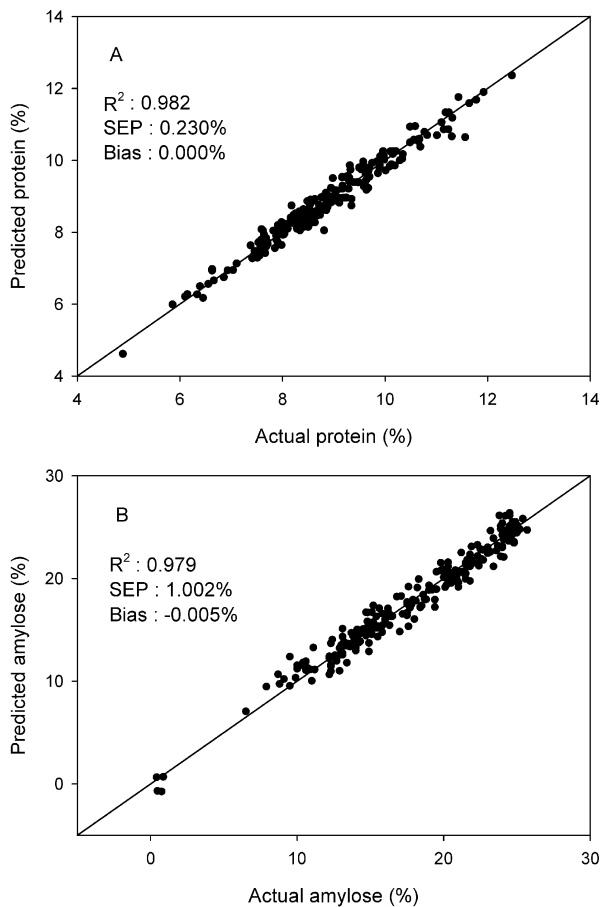 14
12
10
8
6
4
Predicted protein (%)
A
R² : 0.982
SEP : 0.230%
Bias : 0.000%
4 6 8 10 12 14
Actual protein (%)
30
20
10
0
Predicted amylose (%)
B
R² : 0.979
SEP : 1.002%
Bias : -0.005%
0 10 20 30
Actual amylose (%)